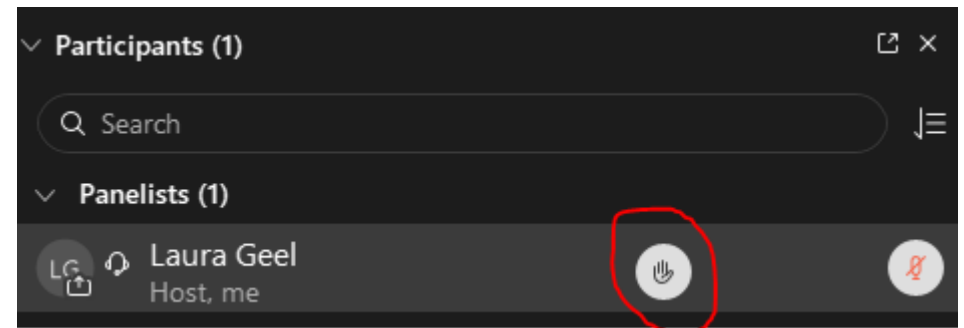 Participants (1)
Search
Panelists (1)
LG Laura Geel
Host, me